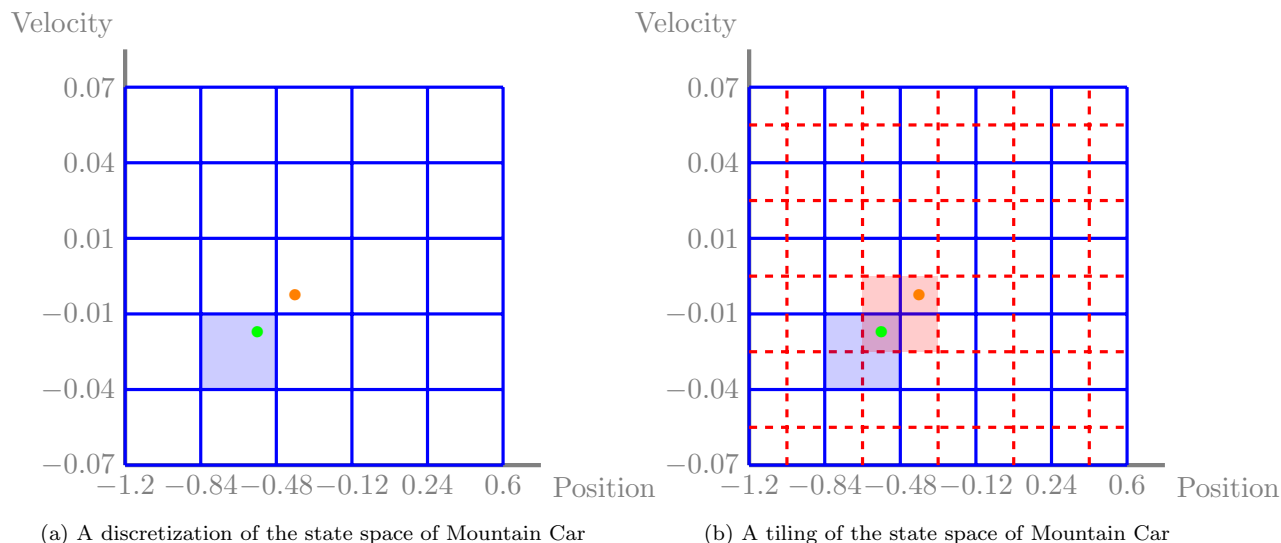 Velocity
0.07
0.04
0.01
−0.01
−0.04
−0.07
−1.2 −0.84 −0.48 −0.12 0.24 0.6 Position
(a) A discretization of the state space of Mountain Car
Velocity
0.07
0.04
0.01
−0.01
−0.04
−0.07
−1.2 −0.84 −0.48 −0.12 0.24 0.6 Position
(b) A tiling of the state space of Mountain Car